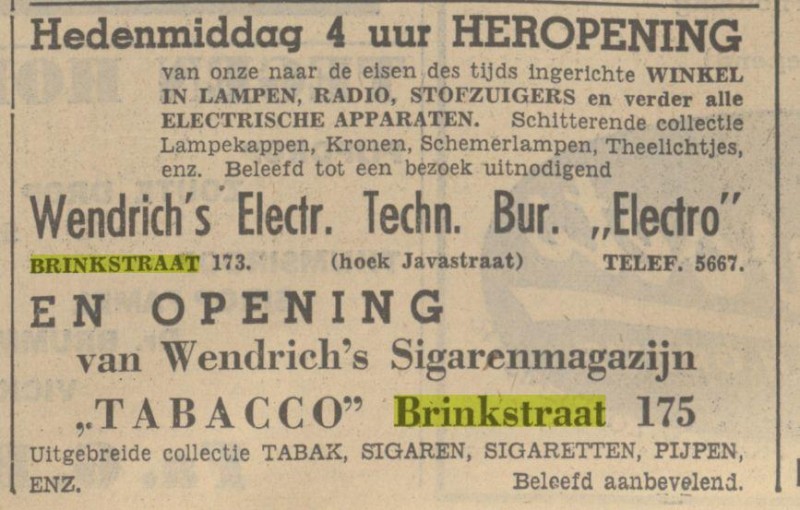 Hedenmiddag 4 uur HEROPENING
van onze naar de eisen des tijds ingerichte WINKEL
IN LAMPEN, RADIO, STOFZUIGERS en verder alle
ELECTRISCHE APPARATEN. Schitterende collectie
Lampekappen, Kronen, Schemerlampen, Theelichtjes,
enz. Beleefd tot een bezoek uitnodigend
Wendrich's Electr. Techn. Bur. „Electro”
BRINKSTRAAT 173. (hoek Javastraat) TELEF. 5667.
EN OPENING
van Wendrich's Sigarenmagazijn
„TABACCO” Brinkstraat 175
Uitgebreide collectie TABAK, SIGAREN, SIGARETTEN, PIJPEN,
ENZ. Beleefd aanbevelend.